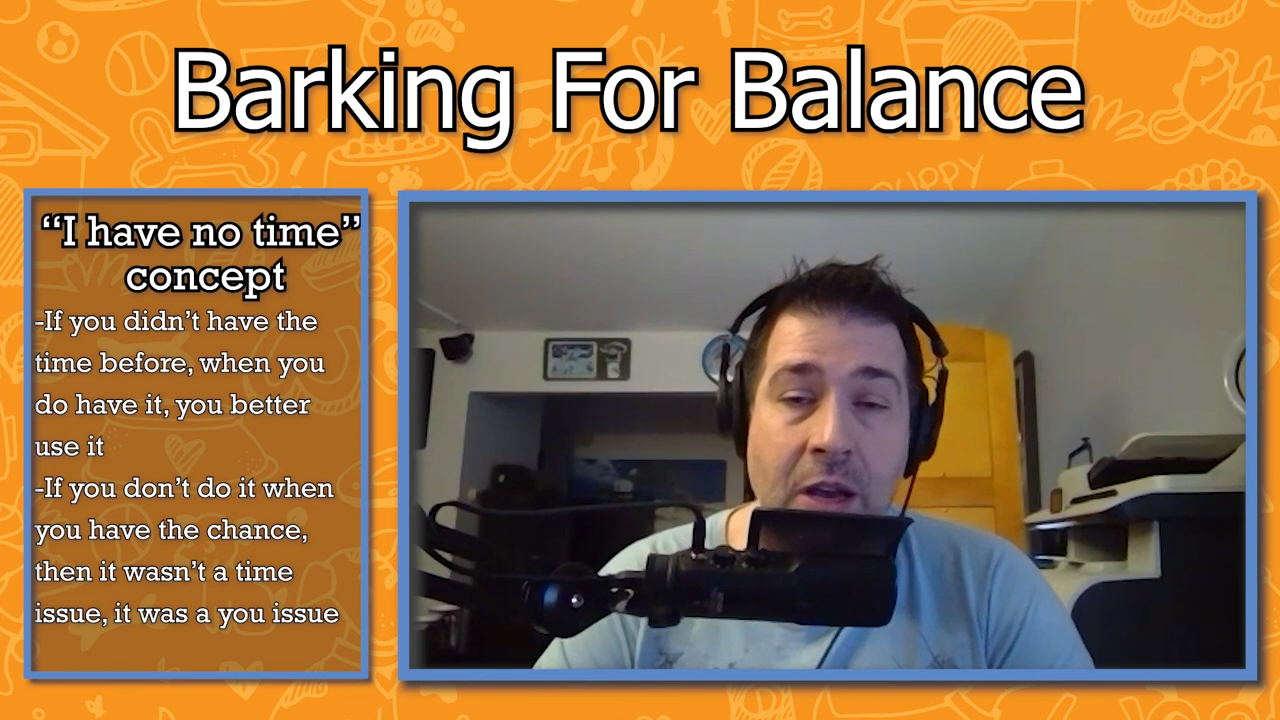 Barking For Balance
“I have no time”
concept
-If you didn’t have the
time before, when you
do have it, you better
use it
-If you don’t do it when
you have the chance,
then it wasn’t a time
issue, it was a you issue
PUPPY